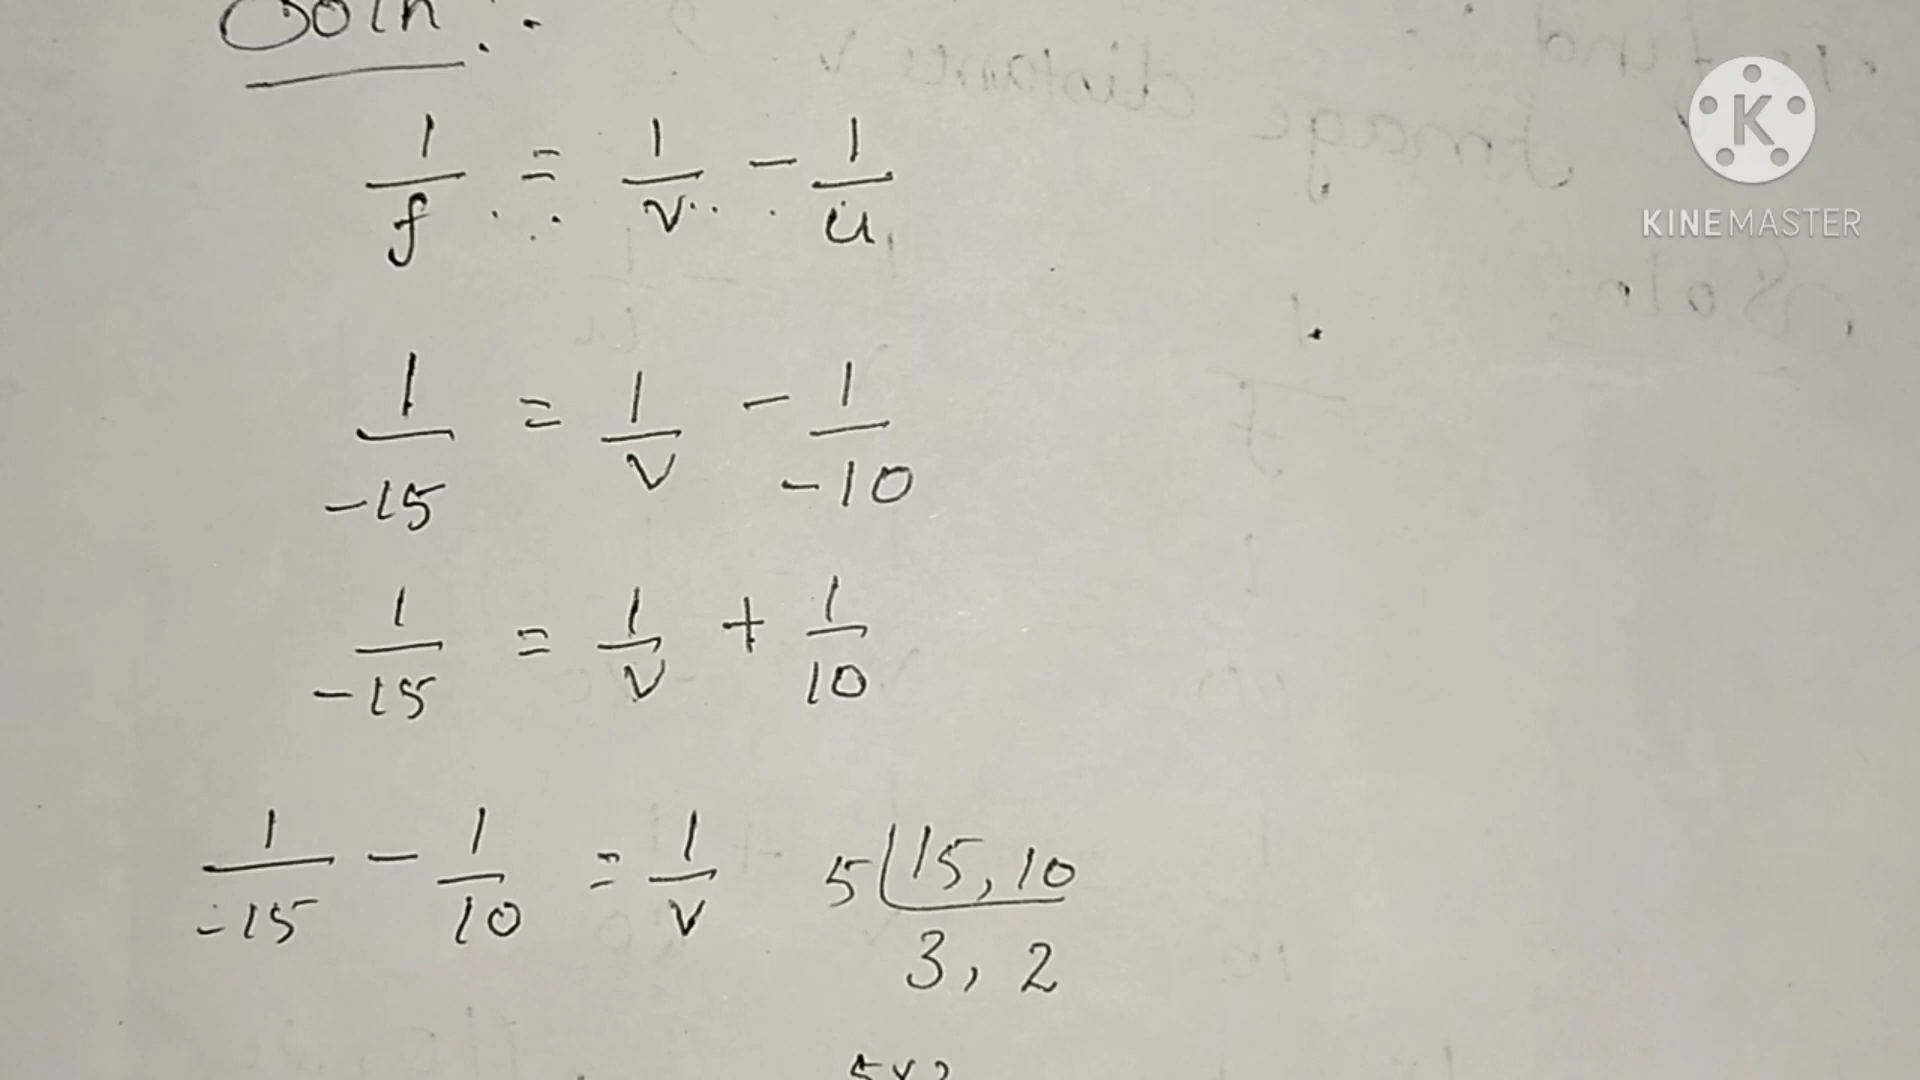 Soln :-
1/f = 1/v - 1/u
1/-15 = 1/v - 1/-10
1/-15 = 1/v + 1/10
1/-15 - 1/10 = 1/v
5 | 15, 10
3, 2
KINEMASTER